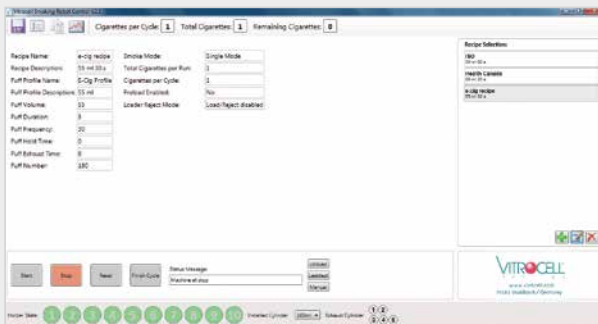 Vitrocell Smoking Robot Control V2.
Cigarettes per Cycle: 1 Total Cigarettes: 1 Remaining Cigarettes: 0
Recipe Name: e-cig recipe Smoke Mode: Single Mode
Recipe Description: 55 ml 30 s Total Cigarettes per Run: 1
Puff Profile Name: E-Cig Profile Cigarettes per Cycle: 1
Puff Profile Description: 55 ml Preload Enabled: No
Puff Volume: 55 Loader Reject Mode: Load/Reject disabled
Puff Duration: 3
Puff Frequency: 30
Puff Hold Time: 0
Puff Exhaust Time: 8
Puff Number: 180
Recipe Selection:
ISO
Health Canada
e-cig recipe
55 ml 30 s
Start Stop Reset Finish Cycle
Status Message:
Machine at stop
Manual
VITROCELL
Holder State: 1 2 3 4 5 6 7 8 9 10 Installed Cylinder: Exhaust Cylinder: 1 2
3 4 5